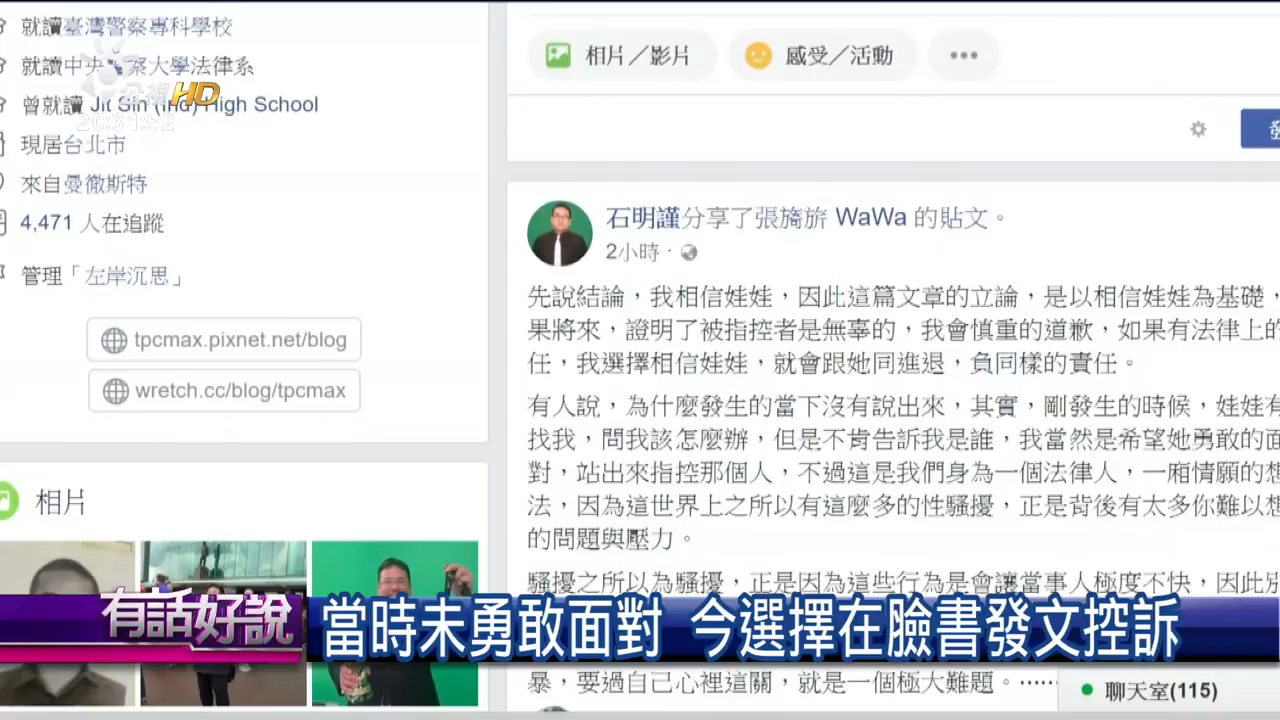 就讀臺灣警察專科學校
就讀中央警察大學法律系
曾就讀 Jit Sin (Ind) High School
公視HD
20:31:52
現居台北市
來自曼徹斯特
4,471 人在追蹤
管理「左岸沉思」
tpcmax.pixnet.net/blog
wretch.cc/blog/tpcmax
相片
相片／影片
感受／活動
石明謹分享了張旖旂 WaWa 的貼文。
2小時
先說結論，我相信娃娃，因此這篇文章的立論，是以相信娃娃為基礎，
果將來，證明了被指控者是無辜的，我會慎重的道歉，如果有法律上的
任，我選擇相信娃娃，就會跟她同進退，負同樣的責任。
有人說，為什麼發生的當下沒有說出來，其實，剛發生的時候，娃娃有
找我，問我該怎麼辦，但是不肯告訴我是誰，我當然是希望她勇敢的面
對，站出來指控那個人，不過這是我們身為一個法律人，一廂情願的想
法，因為這世界上之所以有這麼多的性騷擾，正是背後有太多你難以想
的問題與壓力。
騷擾之所以為騷擾，正是因為這些行為是會讓當事人極度不快，因此別
有話好說
當時未勇敢面對 今選擇在臉書發文控訴
暴，要過自己心裡這關，就是一個極大難題。⋯⋯
聊天室(115)